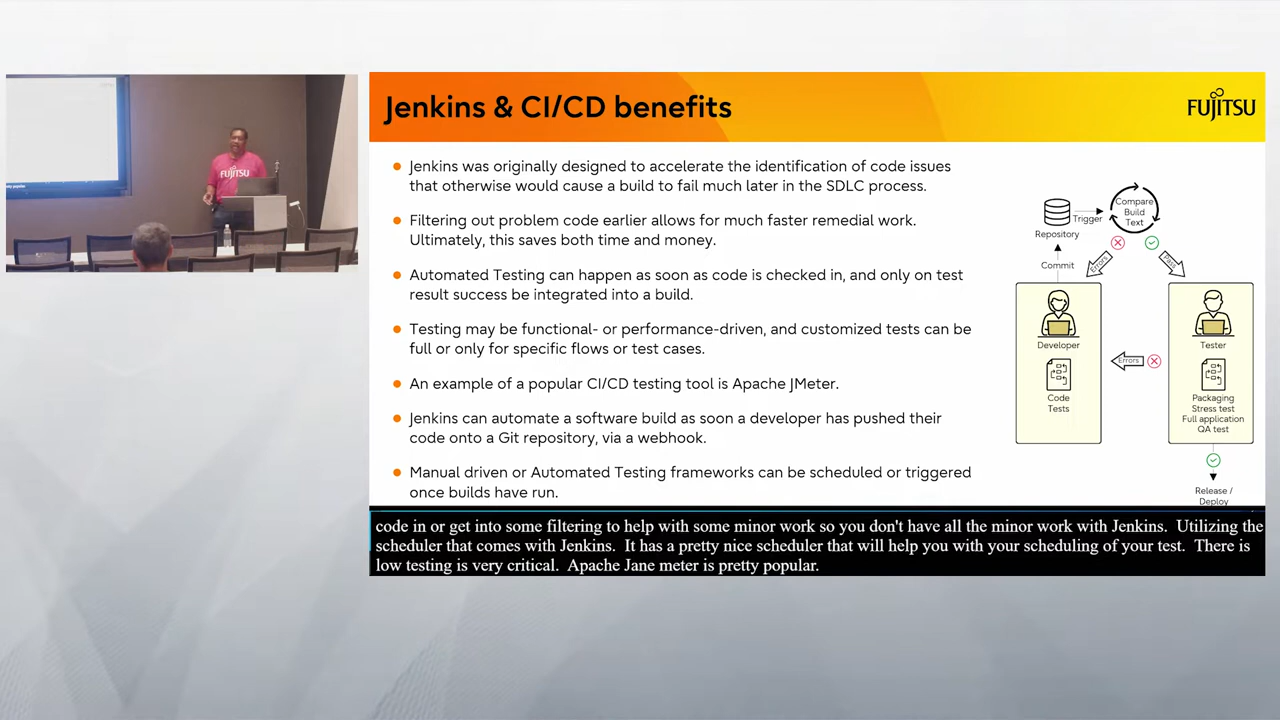 Jenkins & CI/CD benefits
FUJITSU
Jenkins was originally designed to accelerate the identification of code issues
that otherwise would cause a build to fail much later in the SDLC process.
Filtering out problem code earlier allows for much faster remedial work.
Ultimately, this saves both time and money.
Automated Testing can happen as soon as code is checked in, and only on test
result success be integrated into a build.
Testing may be functional- or performance-driven, and customized tests can be
full or only for specific flows or test cases.
An example of a popular CI/CD testing tool is Apache JMeter.
Jenkins can automate a software build as soon a developer has pushed their
code onto a Git repository, via a webhook.
Manual driven or Automated Testing frameworks can be scheduled or triggered
once builds have run.
Compare
Build
Text
Trigger
Repository
Commit
Errors
Pass
Developer
Code
Tests
Errors
Tester
Packaging
Stress test
Full application
QA test
Release /
Deploy
FUJITSU
code in or get into some filtering to help with some minor work so you don't have all the minor work with Jenkins. Utilizing the
scheduler that comes with Jenkins. It has a pretty nice scheduler that will help you with your scheduling of your test. There is
low testing is very critical. Apache Jane meter is pretty popular.